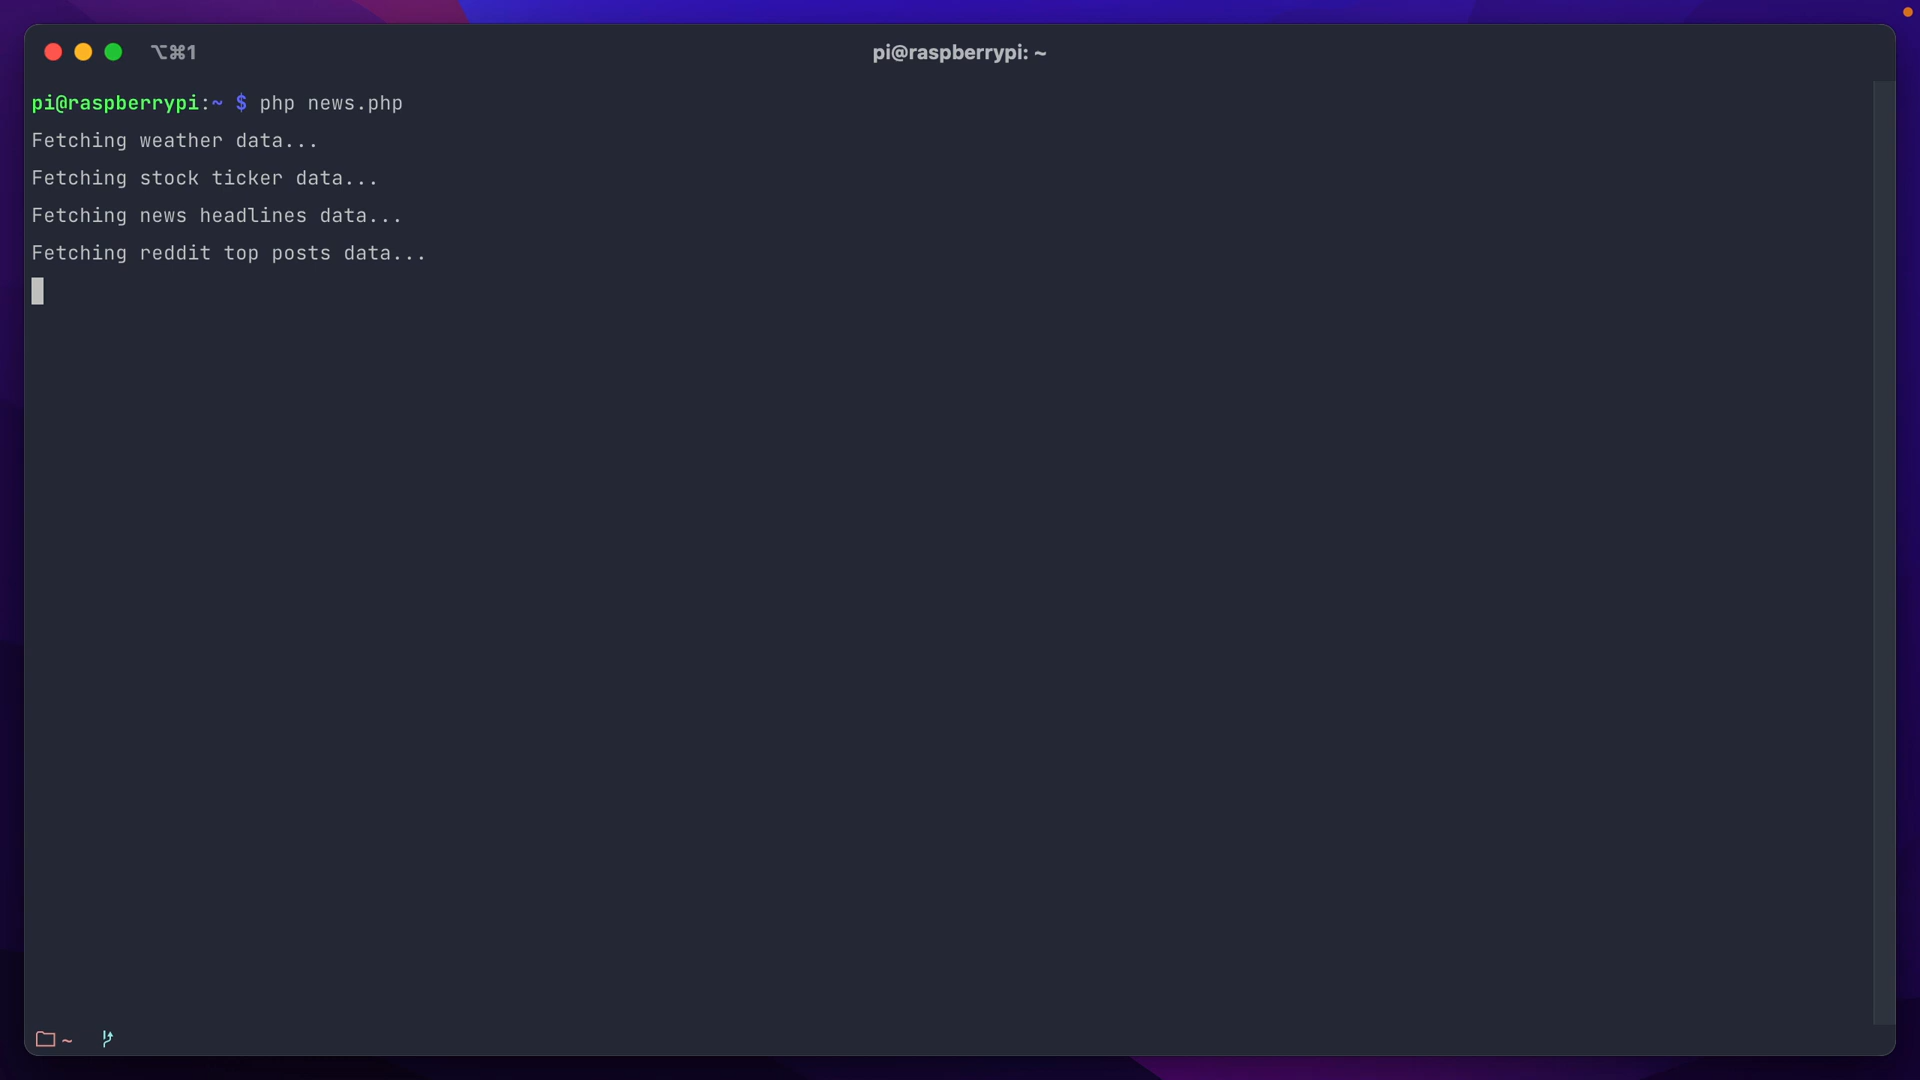 ⌥⌘1
pi@raspberrypi: ~
pi@raspberrypi:~ $ php news.php
Fetching weather data...
Fetching stock ticker data...
Fetching news headlines data...
Fetching reddit top posts data...
~